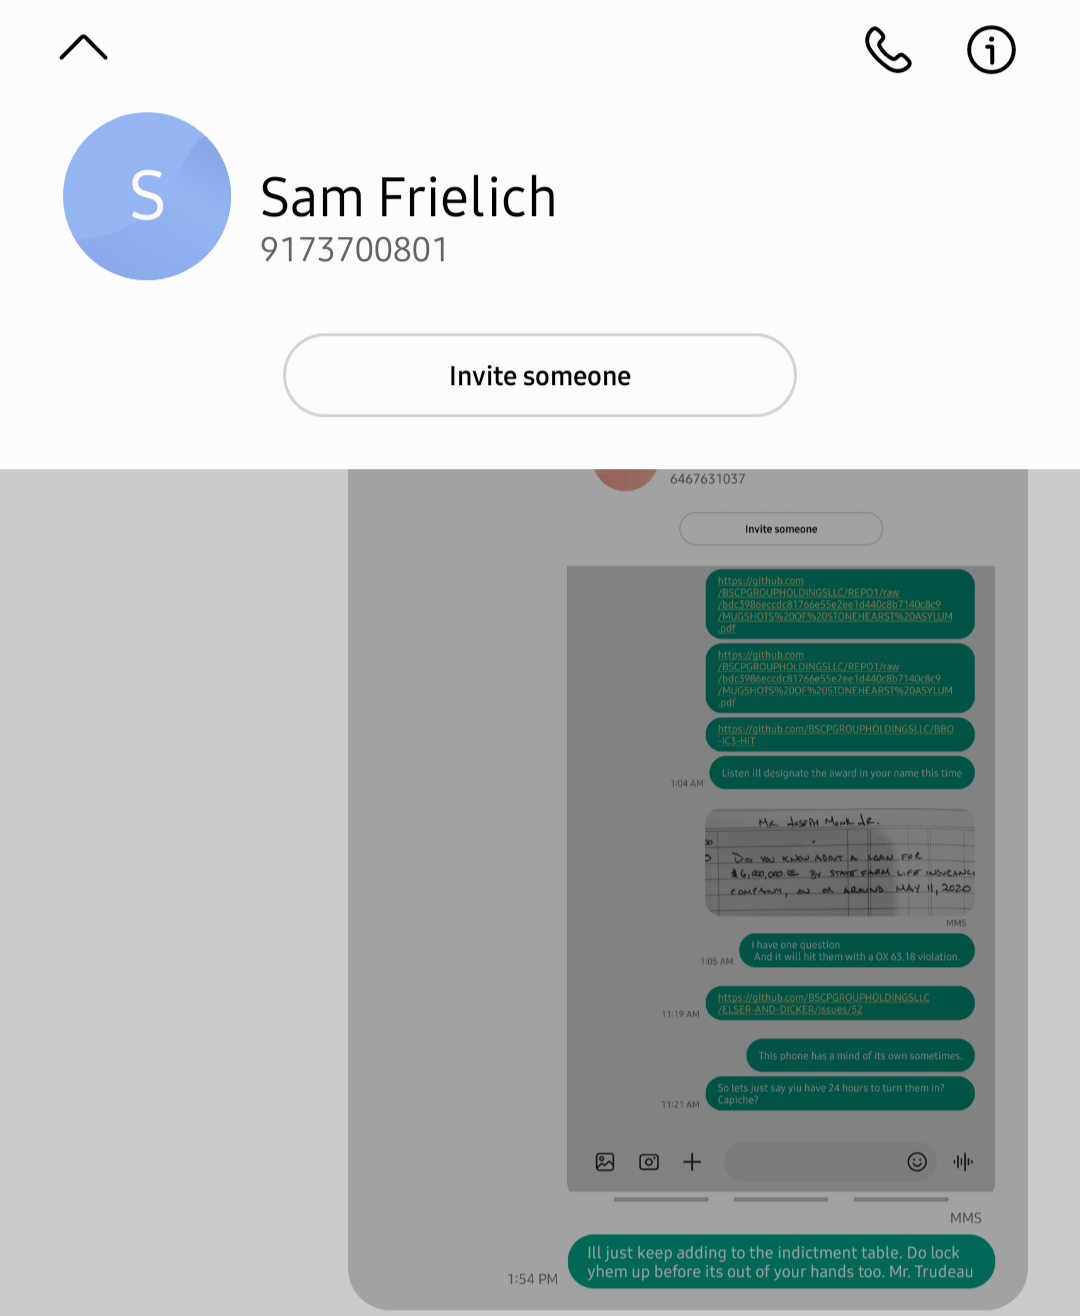 S
Sam Frielich
9173700801
Invite someone
6467631037
Invite someone
https://github.com
/BSCPGROUPHOLDINGSLLC/REPO1/raw
/bdc3986eccdc81766e55e2ee1d440c8b7140c8c9
/MUGSHOTS%20OF%20STONEHEARST%20ASYLUM
.pdf
https://github.com
/BSCPGROUPHOLDINGSLLC/REPO1/raw
/bdc3986eccdc81766e55e2ee1d440c8b7140c8c9
/MUGSHOTS%20OF%20STONEHEARST%20ASYLUM
.pdf
https://github.com/BSCPGROUPHOLDINGSLLC/BBO
-IC3-HIT
Listen ill designate the award in your name this time
1:04 AM
MR. JOSEPH MONK JR.
DID YOU KNOW ABOUT A LOAN FOR
$6,000,000.00 BY STATE FARM LIFE INSURANC
COMPANY, ON OR AROUND MAY 11, 2020
MMS
I have one question
And it will hit them with a OX 63.18 violation.
1:05 AM
https://github.com/BSCPGROUPHOLDINGSLLC
/ELSER-AND-DICKER/issues/52
11:19 AM
This phone has a mind of its own sometimes.
So lets just say yiu have 24 hours to turn them in?
Capiche?
11:21 AM
MMS
Ill just keep adding to the indictment table. Do lock
yhem up before its out of your hands too. Mr. Trudeau
1:54 PM